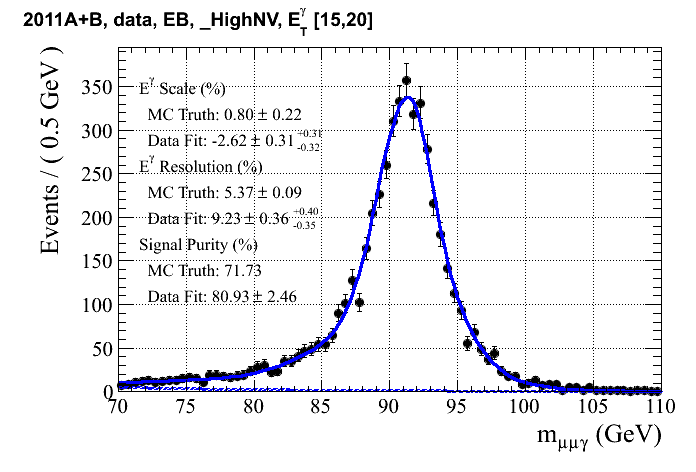 2011A+B, data, EB, _HighNV, E_T^γ [15,20]
Events / ( 0.5 GeV )
350
300
250
200
150
100
50
0
E^γ Scale (%)
MC Truth: 0.80 ± 0.22
Data Fit: -2.62 ± 0.31 +0.31 -0.32
E^γ Resolution (%)
MC Truth: 5.37 ± 0.09
Data Fit: 9.23 ± 0.36 +0.40 -0.35
Signal Purity (%)
MC Truth: 71.73
Data Fit: 80.93 ± 2.46
70 75 80 85 90 95 100 105 110
m_μμγ (GeV)